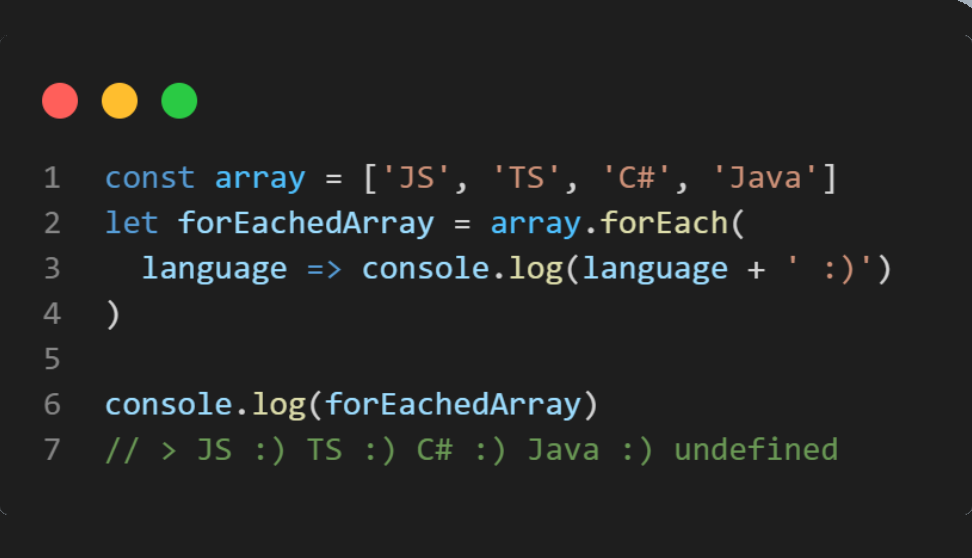 1 const array = ['JS', 'TS', 'C#', 'Java']
2 let forEachedArray = array.forEach(
3   language => console.log(language + ' :)')
4 )
5
6 console.log(forEachedArray)
7 // > JS :) TS :) C# :) Java :) undefined